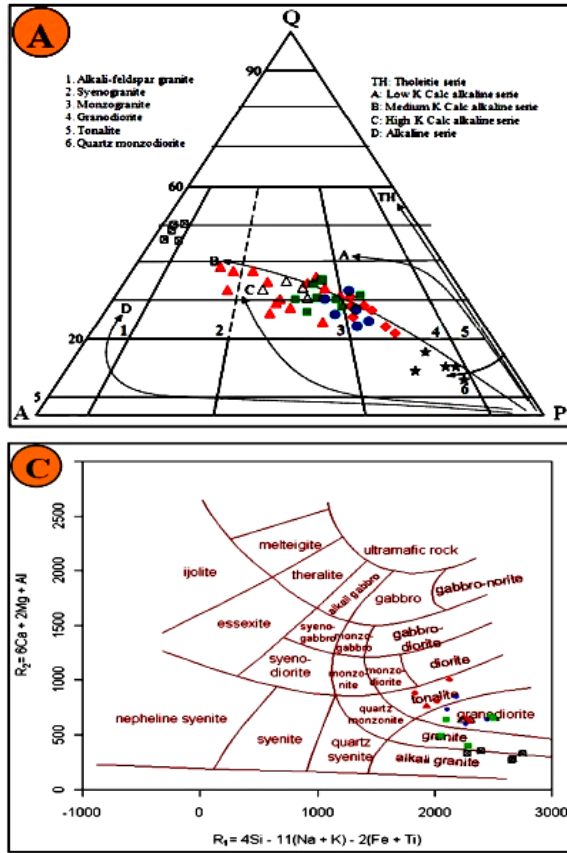 A
Q
90
1. Alkali-feldspar granite
2. Syenogranite
3. Monzogranite
4. Granodiorite
5. Tonalite
6. Quartz monzodiorite
TH: Tholeitie serie
A: Low K Calc alkaline serie
B: Medium K Calc alkaline serie
C: High K Calc alkaline serie
D: Alkaline serie
60
TH
B
A
C
D
1
2
3
4
5
20
6
5
A
P
C
2500
2000
1500
1000
500
0
R₂= 6Ca + 2Mg + Al
melteigite
ultramafic rock
ijolite
theralite
alkali gabbro
gabbro
gabbro-norite
essexite
syeno-
gabbro
monzo-
gabbro
gabbro-
diorite
syeno-
diorite
monzo-
nite
monzo-
diorite
diorite
tonalite
nepheline syenite
quartz
monzonite
granodiorite
syenite
quartz
syenite
granite
alkali granite
-1000
0
1000
2000
3000
R₁= 4Si - 11(Na + K) - 2(Fe + Ti)